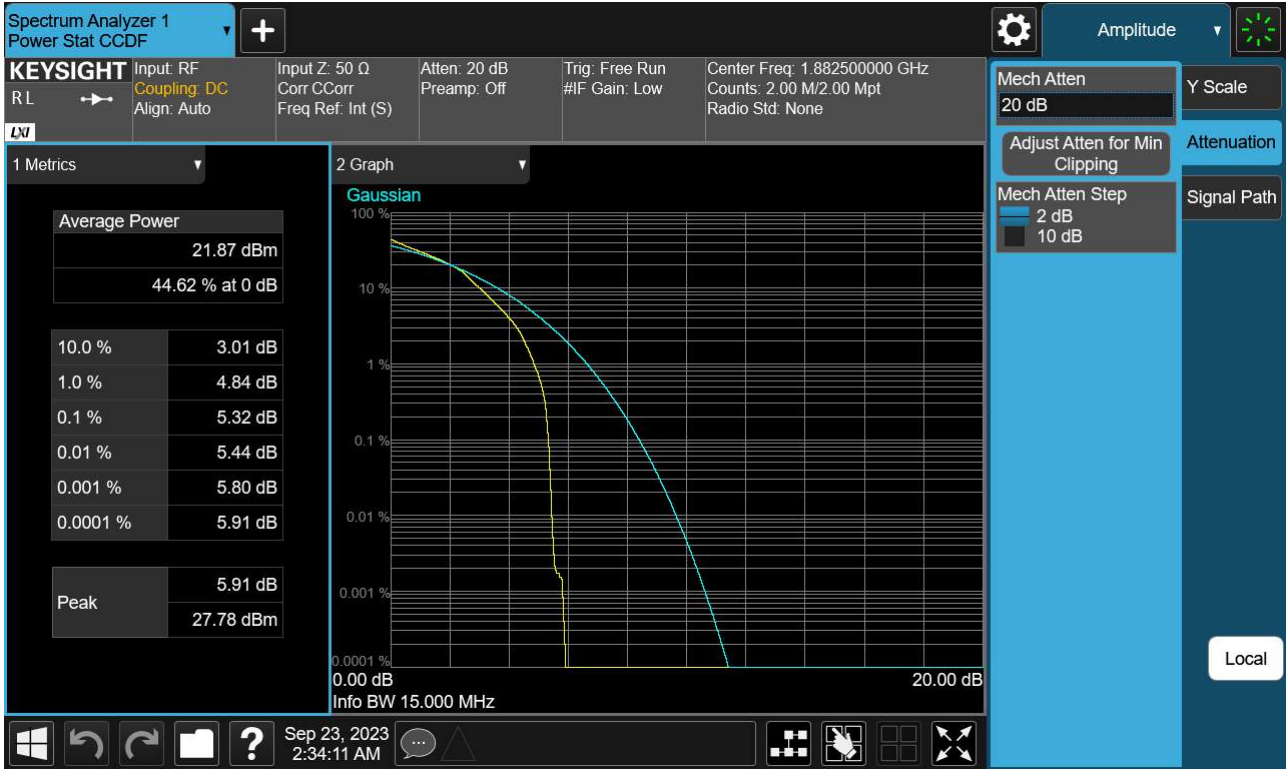 Spectrum Analyzer 1
Power Stat CCDF
+
Amplitude
KEYSIGHT
R L
LXI
Input: RF
Coupling: DC
Align: Auto
Input Z: 50 Ω
Corr CCorr
Freq Ref: Int (S)
Atten: 20 dB
Preamp: Off
Trig: Free Run
#IF Gain: Low
Center Freq: 1.882500000 GHz
Counts: 2.00 M/2.00 Mpt
Radio Std: None
1 Metrics
Average Power
21.87 dBm
44.62 % at 0 dB
10.0 % 3.01 dB
1.0 % 4.84 dB
0.1 % 5.32 dB
0.01 % 5.44 dB
0.001 % 5.80 dB
0.0001 % 5.91 dB
Peak
5.91 dB
27.78 dBm
2 Graph
Gaussian
100 %
10 %
1 %
0.1 %
0.01 %
0.001 %
0.0001 %
0.00 dB 20.00 dB
Info BW 15.000 MHz
Mech Atten
20 dB
Adjust Atten for Min
Clipping
Mech Atten Step
2 dB
10 dB
Y Scale
Attenuation
Signal Path
Local
?
Sep 23, 2023
2:34:11 AM